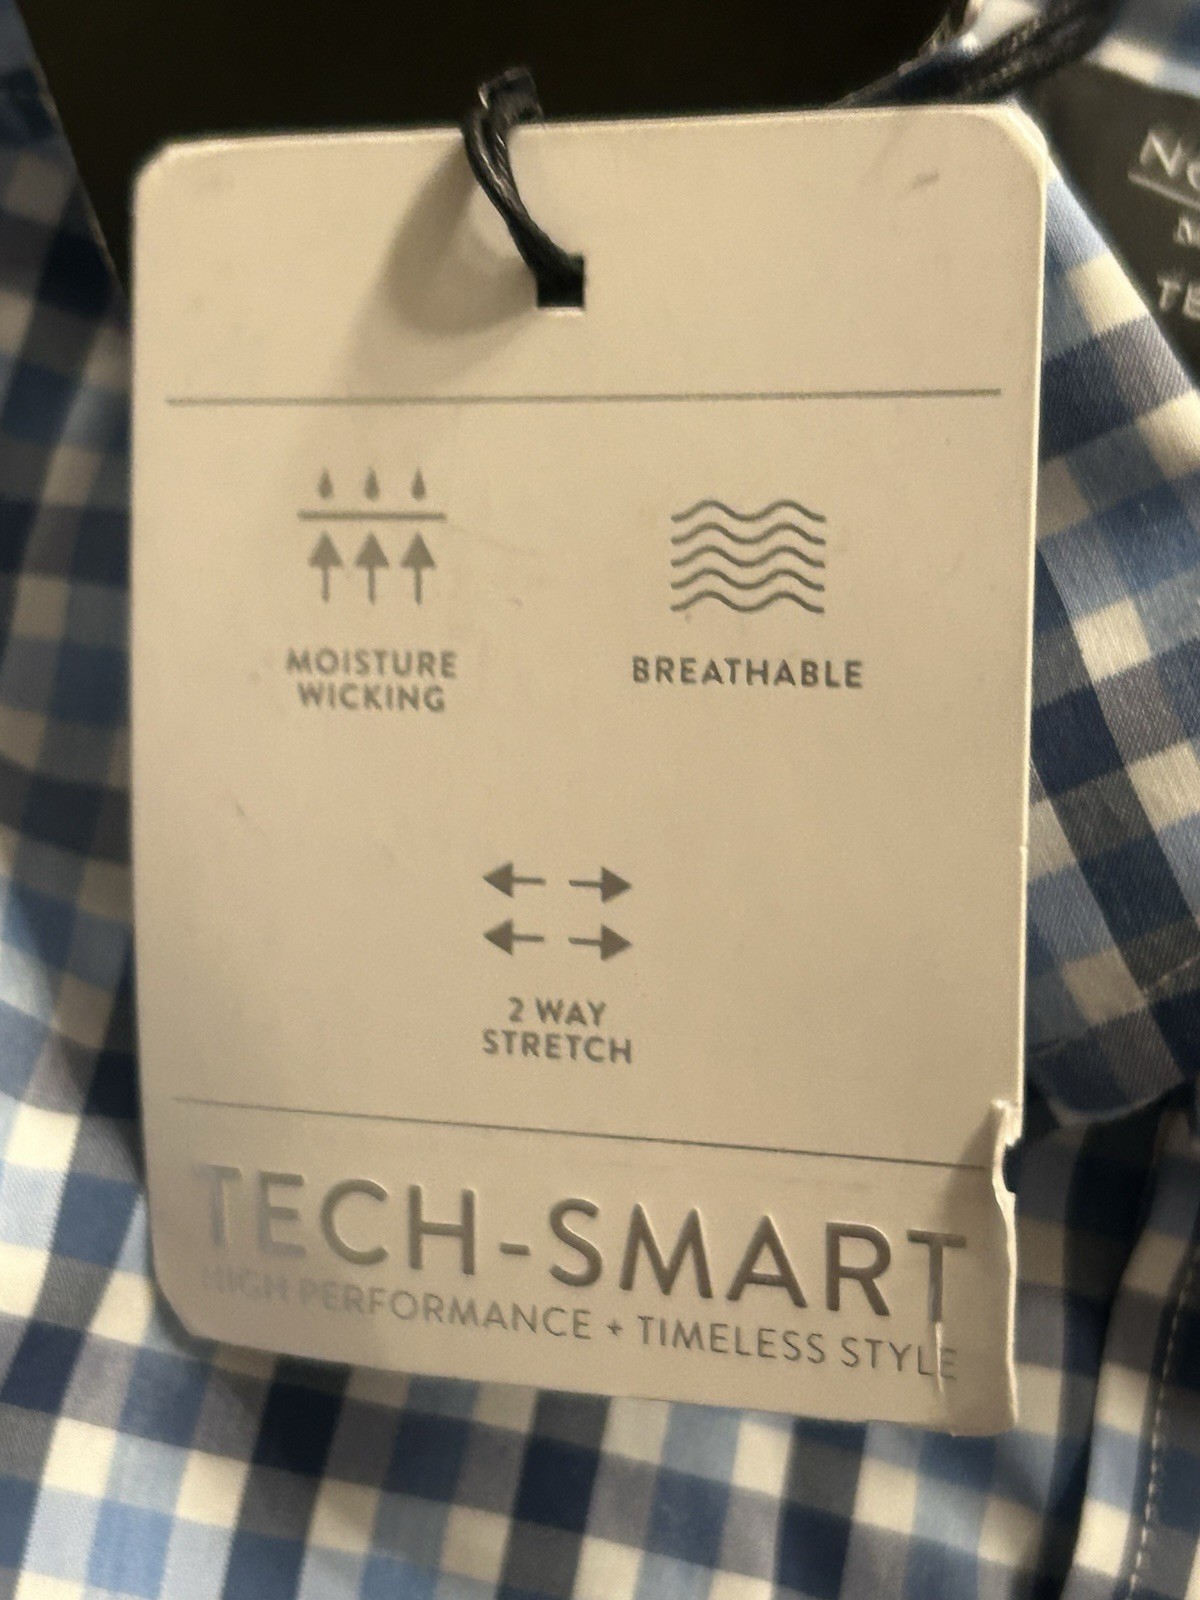 MOISTURE
WICKING
BREATHABLE
2 WAY
STRETCH
TECH-SMART
HIGH PERFORMANCE + TIMELESS STYLE